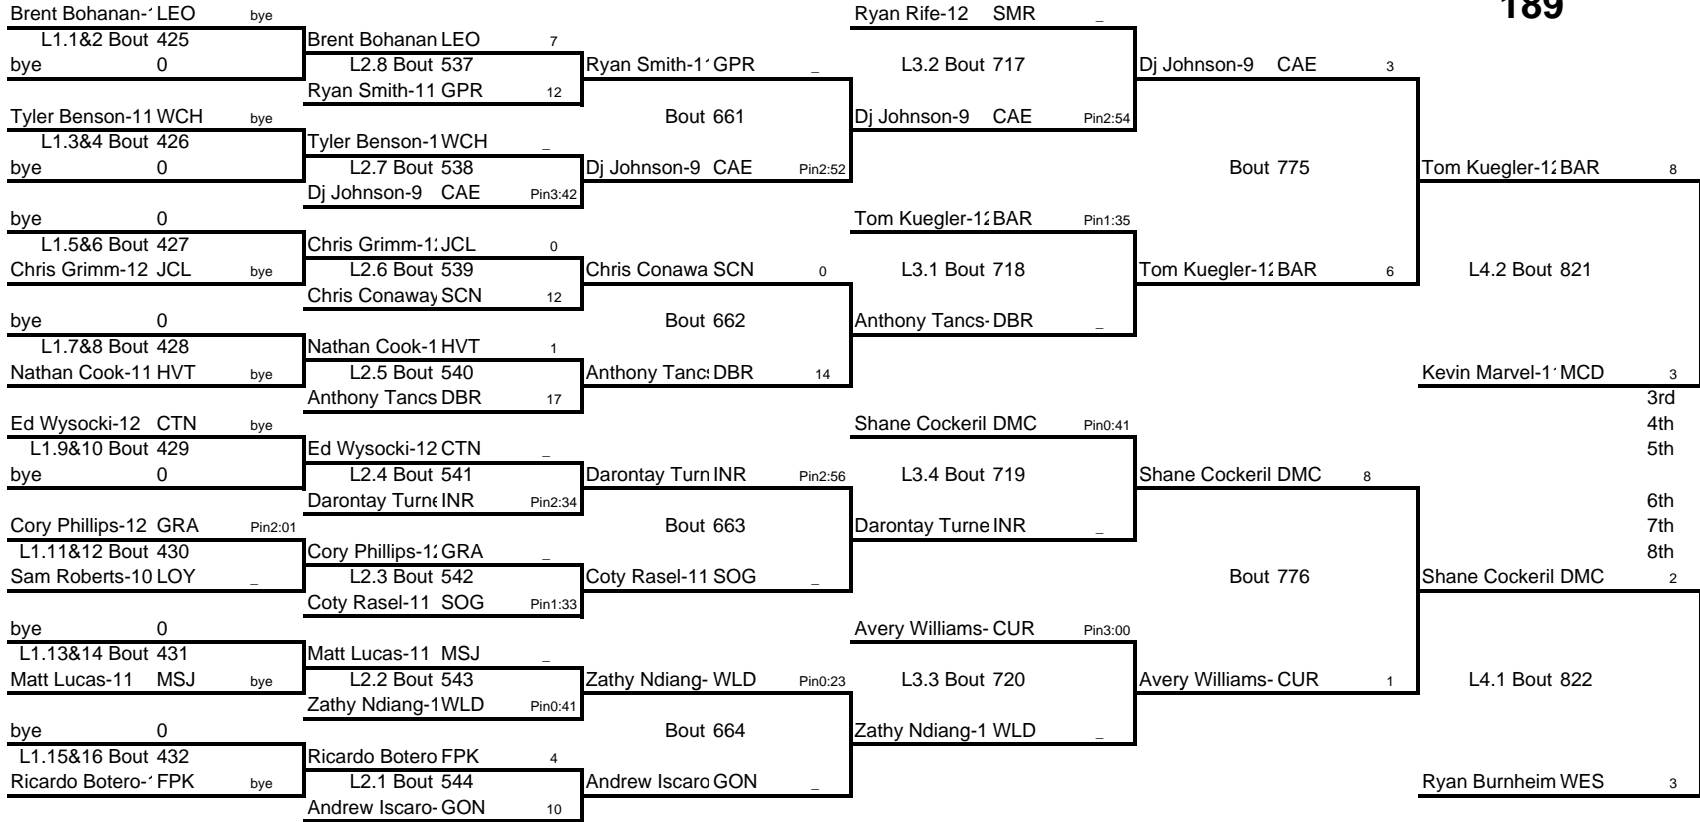 189
Brent Bohanan-1 LEO bye
L1.1&2 Bout 425
bye 0
Tyler Benson-11 WCH bye
L1.3&4 Bout 426
bye 0
bye 0
L1.5&6 Bout 427
Chris Grimm-12 JCL bye
bye 0
L1.7&8 Bout 428
Nathan Cook-11 HVT bye
Ed Wysocki-12 CTN bye
L1.9&10 Bout 429
bye 0
Cory Phillips-12 GRA Pin2:01
L1.11&12 Bout 430
Sam Roberts-10 LOY _
bye 0
L1.13&14 Bout 431
Matt Lucas-11 MSJ bye
bye 0
L1.15&16 Bout 432
Ricardo Botero-1 FPK bye
Brent Bohanan LEO 7
L2.8 Bout 537
Ryan Smith-11 GPR 12
Tyler Benson-1 WCH _
L2.7 Bout 538
Dj Johnson-9 CAE Pin3:42
Chris Grimm-12 JCL 0
L2.6 Bout 539
Chris Conaway SCN 12
Nathan Cook-1 HVT 1
L2.5 Bout 540
Anthony Tancs DBR 17
Ed Wysocki-12 CTN _
L2.4 Bout 541
Darontay Turne INR Pin2:34
Cory Phillips-12 GRA _
L2.3 Bout 542
Coty Rasel-11 SOG Pin1:33
Matt Lucas-11 MSJ _
L2.2 Bout 543
Zathy Ndiang-1 WLD Pin0:41
Ricardo Botero FPK 4
L2.1 Bout 544
Andrew Iscaro- GON 10
Ryan Smith-11 GPR _
Bout 661
Dj Johnson-9 CAE Pin2:52
Chris Conawa SCN 0
Bout 662
Anthony Tancs DBR 14
Darontay Turn INR Pin2:56
Bout 663
Coty Rasel-11 SOG _
Zathy Ndiang- WLD Pin0:23
Bout 664
Andrew Iscaro GON _
Ryan Rife-12 SMR _
L3.2 Bout 717
Dj Johnson-9 CAE Pin2:54
Tom Kuegler-12 BAR Pin1:35
L3.1 Bout 718
Anthony Tancs- DBR _
Shane Cockeril DMC Pin0:41
L3.4 Bout 719
Darontay Turne INR _
Avery Williams- CUR Pin3:00
L3.3 Bout 720
Zathy Ndiang-1 WLD _
Dj Johnson-9 CAE 3
Bout 775
Tom Kuegler-12 BAR 6
Shane Cockeril DMC 8
Bout 776
Avery Williams- CUR 1
Tom Kuegler-12 BAR 8
L4.2 Bout 821
Kevin Marvel-11 MCD 3
3rd
4th
5th
6th
7th
8th
Shane Cockeril DMC 2
L4.1 Bout 822
Ryan Burnheim WES 3